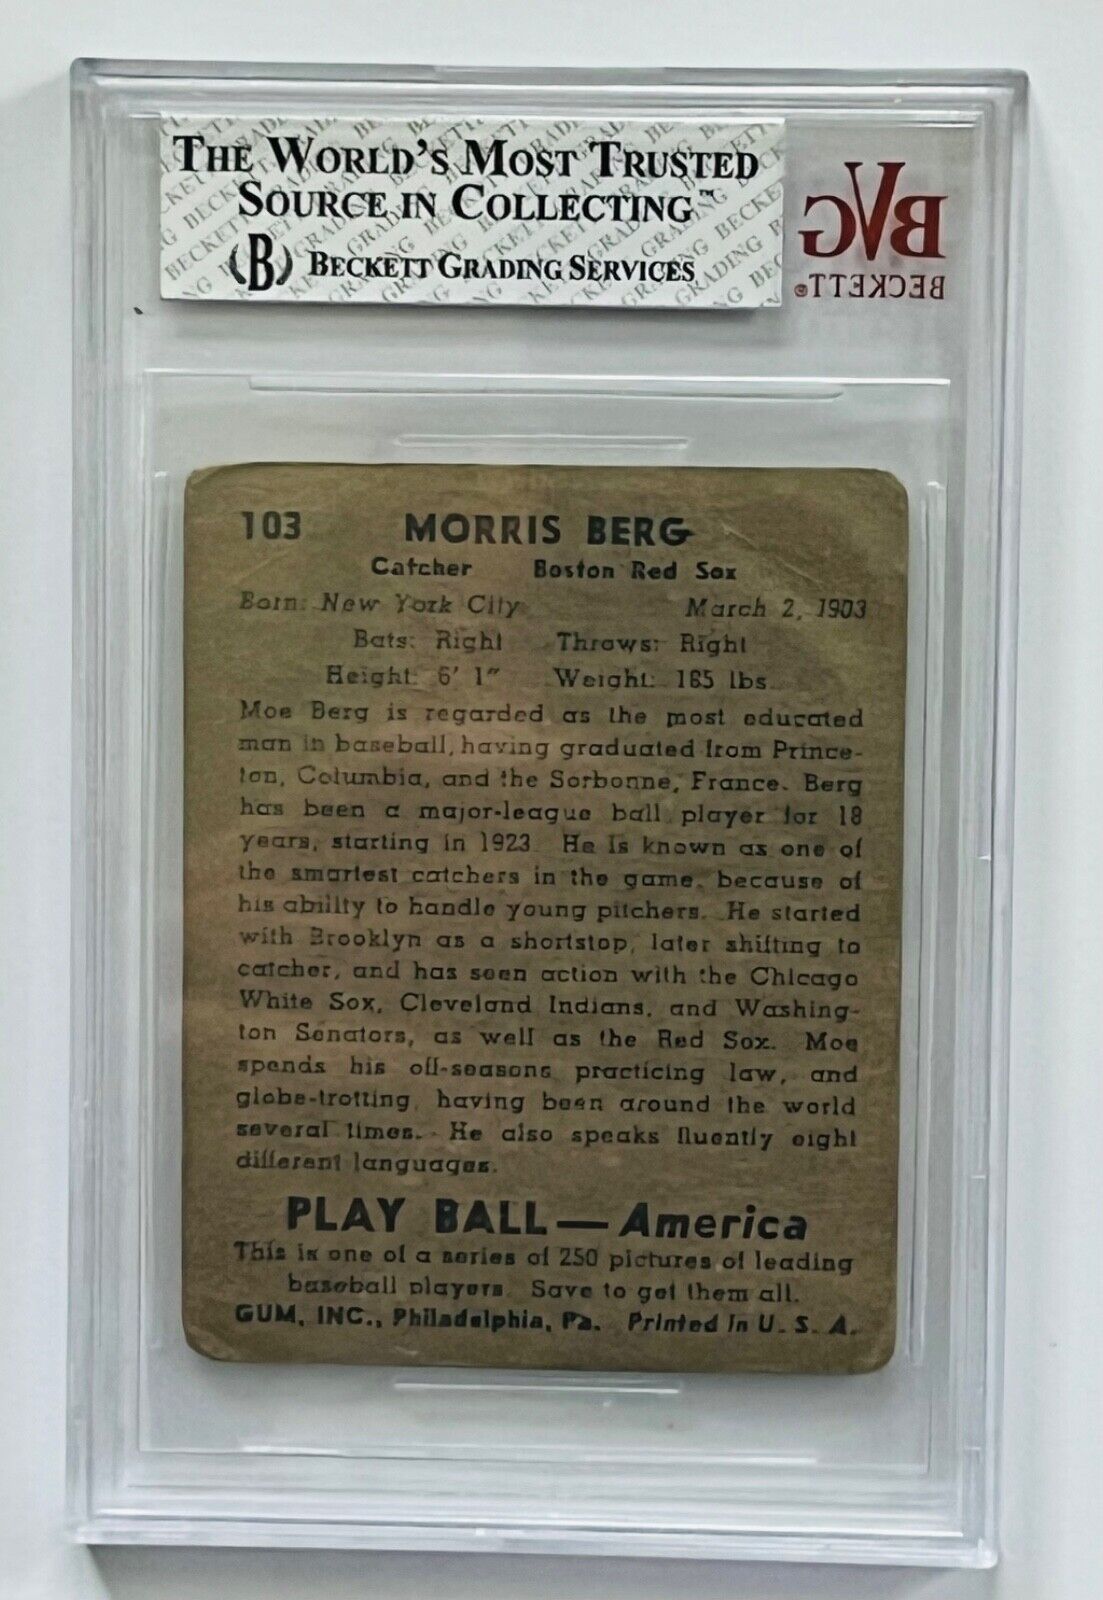 THE WORLD'S MOST TRUSTED
SOURCE IN COLLECTING™
(B) BECKETT GRADING SERVICES
BVG
BECKETT®
103 MORRIS BERG
Catcher Boston Red Sox
Born: New York City March 2, 1903
Bats: Right Throws: Right
Height: 6' 1" Weight: 185 lbs.
Moe Berg is regarded as the most educated
man in baseball, having graduated from Prince-
ton, Columbia, and the Sorbonne, France. Berg
has been a major-league ball player for 18
years, starting in 1923. He is known as one of
the smartest catchers in the game, because of
his ability to handle young pitchers. He started
with Brooklyn as a shortstop, later shifting to
catcher, and has seen action with the Chicago
White Sox, Cleveland Indians, and Washing-
ton Senators, as well as the Red Sox. Moe
spends his off-seasons practicing law, and
globe-trotting, having been around the world
several times. He also speaks fluently eight
different languages.
PLAY BALL — America
This is one of a series of 250 pictures of leading
baseball players. Save to get them all.
GUM, INC., Philadelphia, Pa. Printed in U. S. A.